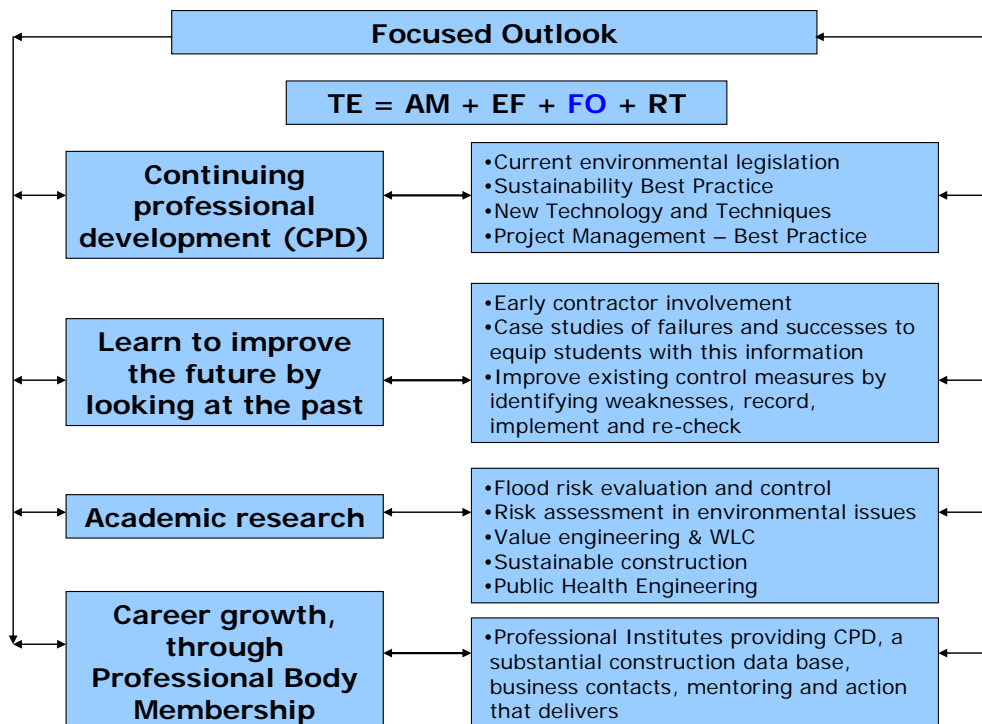 Focused Outlook
TE = AM + EF + FO + RT
Continuing
professional
development (CPD)
•Current environmental legislation
•Sustainability Best Practice
•New Technology and Techniques
•Project Management – Best Practice
Learn to improve
the future by
looking at the past
•Early contractor involvement
•Case studies of failures and successes to
equip students with this information
•Improve existing control measures by
identifying weaknesses, record,
implement and re-check
Academic research
•Flood risk evaluation and control
•Risk assessment in environmental issues
•Value engineering & WLC
•Sustainable construction
•Public Health Engineering
Career growth,
through
Professional Body
Membership
•Professional Institutes providing CPD, a
substantial construction data base,
business contacts, mentoring and action
that delivers